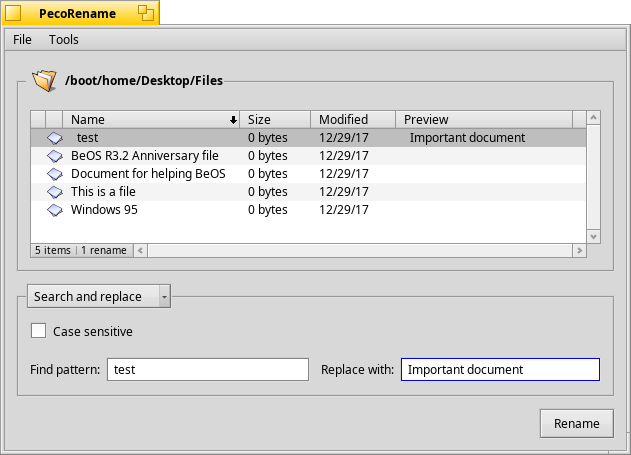 PecoRename
File Tools
/boot/home/Desktop/Files
Name Size Modified Preview
test 0 bytes 12/29/17 Important document
BeOS R3.2 Anniversary file 0 bytes 12/29/17
Document for helping BeOS 0 bytes 12/29/17
This is a file 0 bytes 12/29/17
Windows 95 0 bytes 12/29/17
5 items | 1 rename
Search and replace
Case sensitive
Find pattern: test Replace with: Important document
Rename